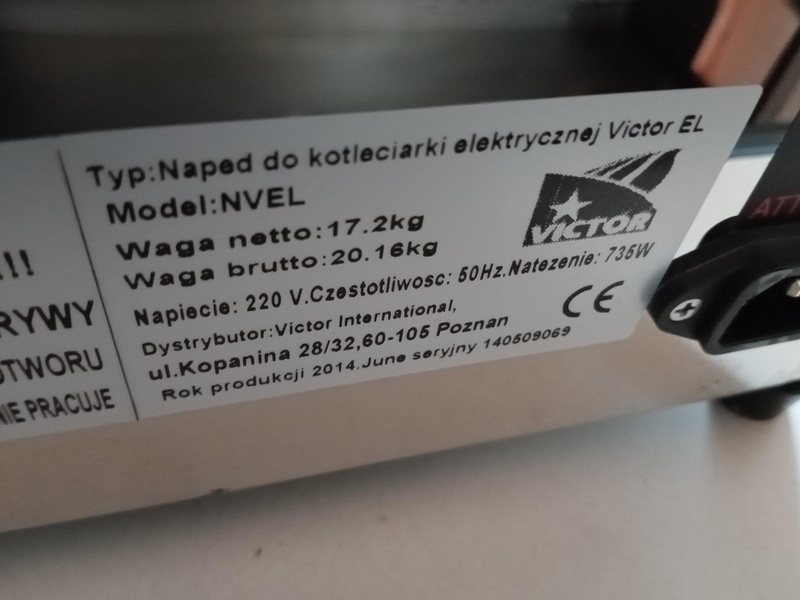 !!!
RYWY
OTWORU
NIE PRACUJE
Typ:Naped do kotleciarki elektrycznej Victor EL
Model:NVEL
Waga netto:17.2kg
Waga brutto:20.16kg
Napiecie: 220 V.Czestotliwosc: 50Hz.Natezenie: 735W
Dystrybutor:Victor International,
ul.Kopanina 28/32,60-105 Poznan
Rok produkcji 2014.June seryjny 140509069
VICTOR
CE
ATT